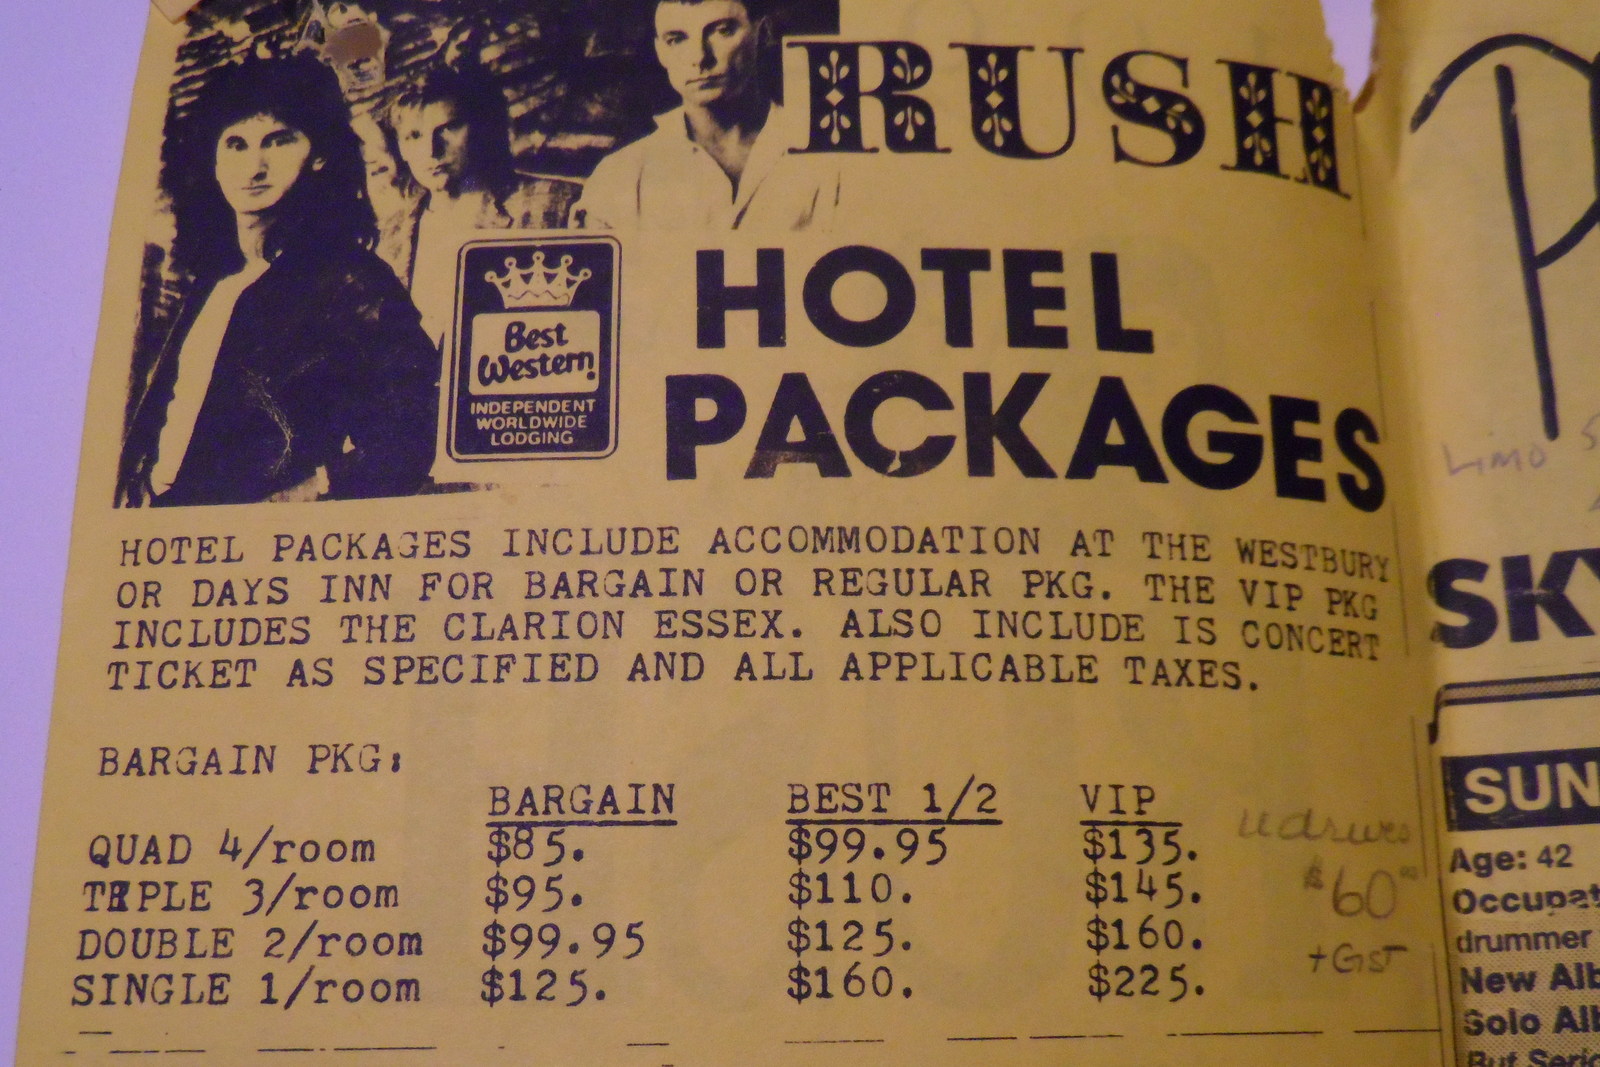 RUSH
HOTEL
PACKAGES
Best
Western!
INDEPENDENT
WORLDWIDE
LODGING
HOTEL PACKAGES INCLUDE ACCOMMODATION AT THE WESTBURY
OR DAYS INN FOR BARGAIN OR REGULAR PKG. THE VIP PKG
INCLUDES THE CLARION ESSEX. ALSO INCLUDE IS CONCERT
TICKET AS SPECIFIED AND ALL APPLICABLE TAXES.
BARGAIN PKG:
BARGAIN BEST 1/2 VIP
QUAD 4/room $85. $99.95 $135.
TRPLE 3/room $95. $110. $145.
DOUBLE 2/room $99.95 $125. $160.
SINGLE 1/room $125. $160. $225.
$60
+GST
Limo
SUN
Age: 42
drummer
New Alb
Solo Alb